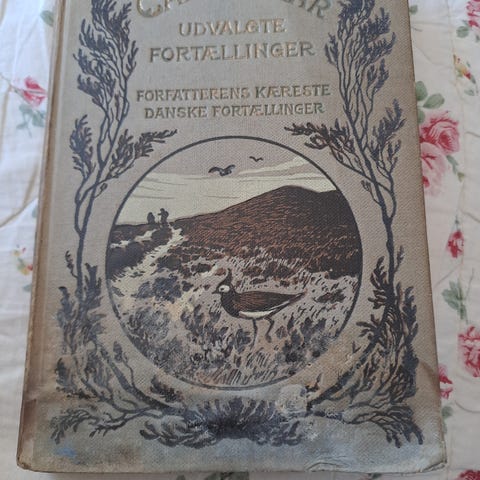 UDVALGTE
FORTÆLLINGER
FORFATTERENS KÆRESTE
DANSKE FORTÆLLINGER